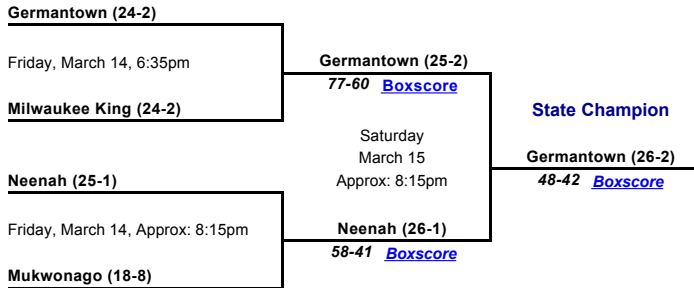 Germantown (24-2)
Friday, March 14, 6:35pm
Milwaukee King (24-2)
Neenah (25-1)
Friday, March 14, Approx: 8:15pm
Mukwonago (18-8)
Germantown (25-2)
77-60 Boxscore
Saturday
March 15
Approx: 8:15pm
Neenah (26-1)
58-41 Boxscore
State Champion
Germantown (26-2)
48-42 Boxscore